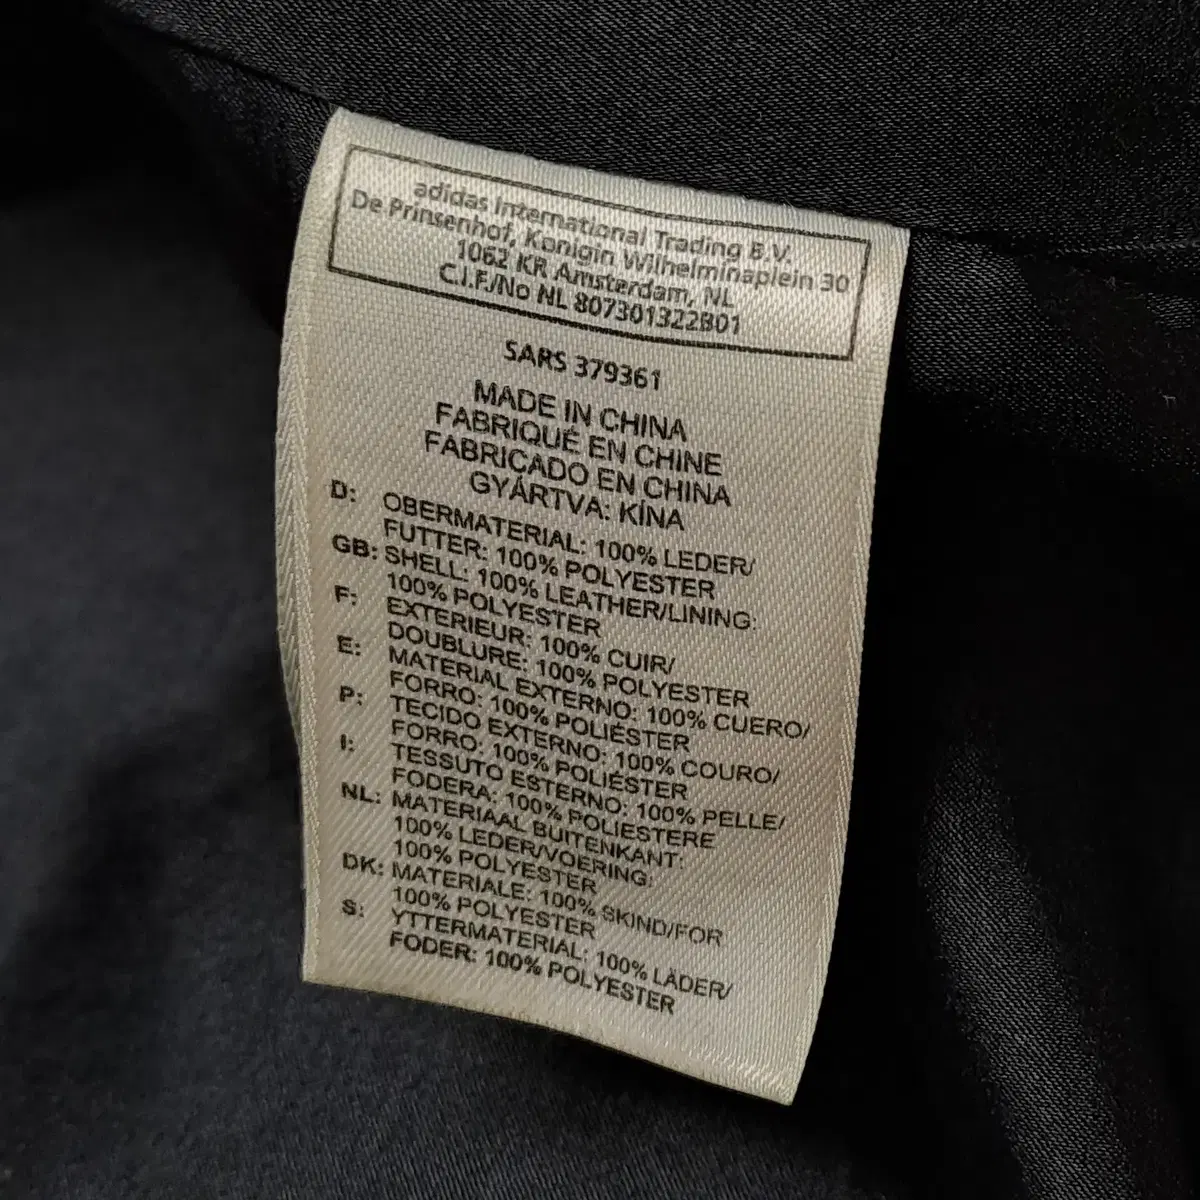 adidas International Trading B.V.
De Prinsenhof, Konigin Wilhelminaplein 30
1062 KR Amsterdam, NL
C.I.F./No NL 807301322B01
SARS 379361
MADE IN CHINA
FABRIQUÉ EN CHINE
FABRICADO EN CHINA
GYÁRTVA: KÍNA
D: OBERMATERIAL: 100% LEDER/
FUTTER: 100% POLYESTER
GB: SHELL: 100% LEATHER/LINING:
100% POLYESTER
F: EXTERIEUR: 100% CUIR/
DOUBLURE: 100% POLYESTER
E: MATERIAL EXTERNO: 100% CUERO/
FORRO: 100% POLIÉSTER
P: TECIDO EXTERNO: 100% COURO/
FORRO: 100% POLIÉSTER
I: TESSUTO ESTERNO: 100% PELLE/
FODERA: 100% POLIESTERE
NL: MATERIAAL BUITENKANT:
100% LEDER/VOERING:
100% POLYESTER
DK: MATERIALE: 100% SKIND/FOR
100% POLYESTER
S: YTTERMATERIAL: 100% LÄDER/
FODER: 100% POLYESTER